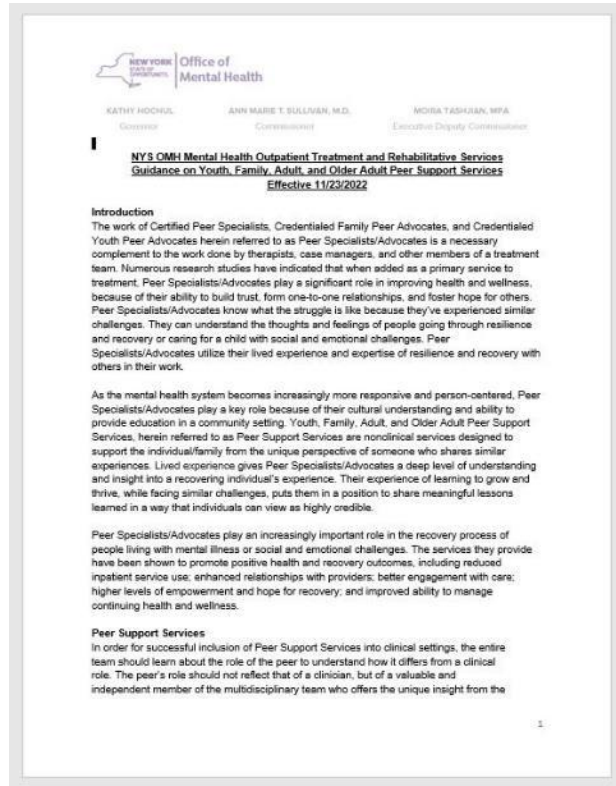 NEW YORK
STATE OF
OPPORTUNITY.
Office of
Mental Health
KATHY HOCHUL ANN MARIE T. SULLIVAN, M.D. MOIRA TASHJIAN, MPA
Governor Commissioner Executive Deputy Commissioner
NYS OMH Mental Health Outpatient Treatment and Rehabilitative Services
Guidance on Youth, Family, Adult, and Older Adult Peer Support Services
Effective 11/23/2022
Introduction
The work of Certified Peer Specialists, Credentialed Family Peer Advocates, and Credentialed
Youth Peer Advocates herein referred to as Peer Specialists/Advocates is a necessary
complement to the work done by therapists, case managers, and other members of a treatment
team. Numerous research studies have indicated that when added as a primary service to
treatment, Peer Specialists/Advocates play a significant role in improving health and wellness,
because of their ability to build trust, form one-to-one relationships, and foster hope for others.
Peer Specialists/Advocates know what the struggle is like because they've experienced similar
challenges. They can understand the thoughts and feelings of people going through resilience
and recovery or caring for a child with social and emotional challenges. Peer
Specialists/Advocates utilize their lived experience and expertise of resilience and recovery with
others in their work.
As the mental health system becomes increasingly more responsive and person-centered, Peer
Specialists/Advocates play a key role because of their cultural understanding and ability to
provide education in a community setting. Youth, Family, Adult, and Older Adult Peer Support
Services, herein referred to as Peer Support Services are nonclinical services designed to
support the individual/family from the unique perspective of someone who shares similar
experiences. Lived experience gives Peer Specialists/Advocates a deep level of understanding
and insight into a recovering individual's experience. Their experience of learning to grow and
thrive, while facing similar challenges, puts them in a position to share meaningful lessons
learned in a way that individuals can view as highly credible.
Peer Specialists/Advocates play an increasingly important role in the recovery process of
people living with mental illness or social and emotional challenges. The services they provide
have been shown to promote positive health and recovery outcomes, including reduced
inpatient service use; enhanced relationships with providers; better engagement with care;
higher levels of empowerment and hope for recovery; and improved ability to manage
continuing health and wellness.
Peer Support Services
In order for successful inclusion of Peer Support Services into clinical settings, the entire
team should learn about the role of the peer to understand how it differs from a clinical
role. The peer's role should not reflect that of a clinician, but of a valuable and
independent member of the multidisciplinary team who offers the unique insight from the
1